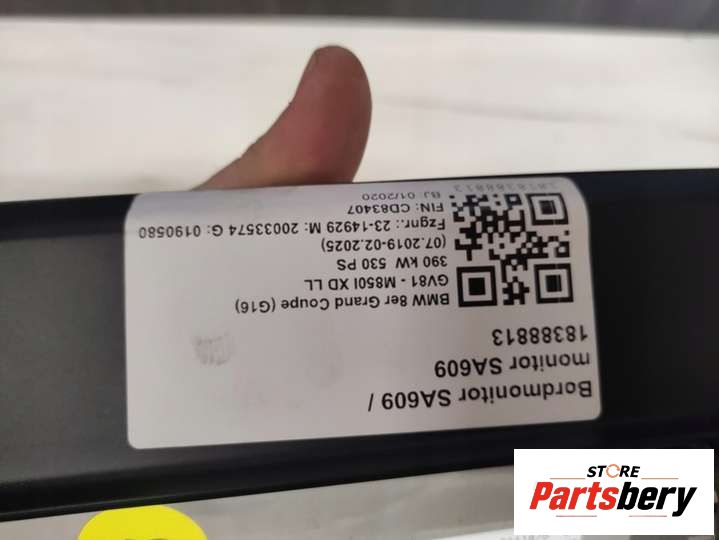 Bordmonitor SA609 /
monitor SA609
18388813
BMW 8er Grand Coupe (G16)
GV81 - M850I XD LL
390 kW 530 PS
(07.2019-02.2025)
Fzgnr.: 23-14929 M: 20033574 G: 0190580
FIN: CD83407
BJ: 01/2020
STORE
Partsbery